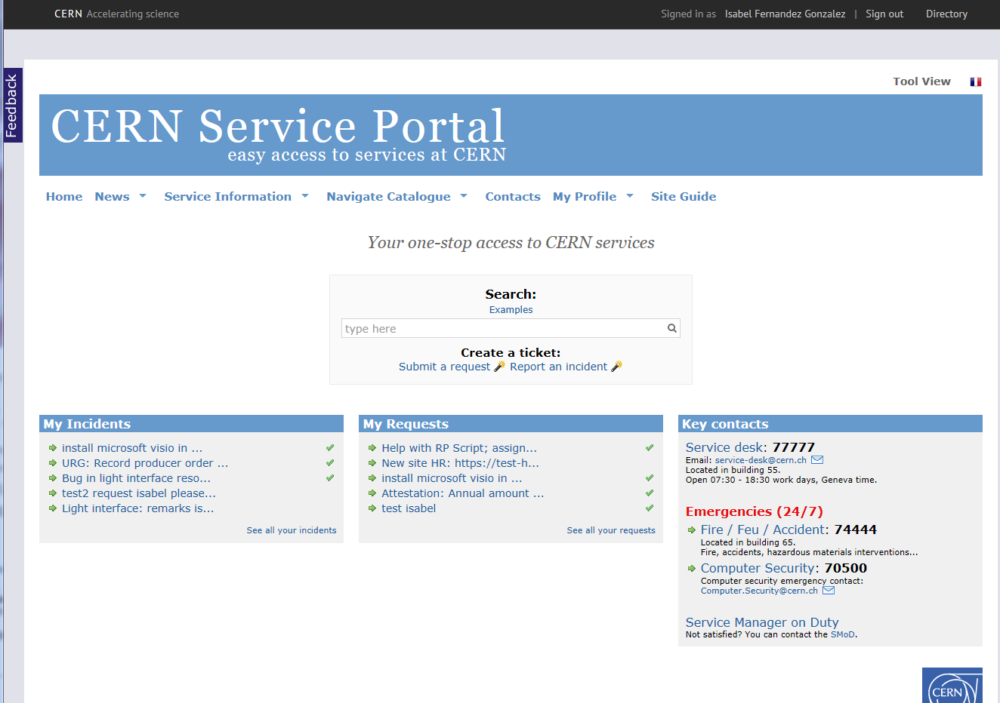 CERN Accelerating science
Signed in as Isabel Fernandez Gonzalez | Sign out Directory
Feedback
Tool View
CERN Service Portal
easy access to services at CERN
Home News Service Information Navigate Catalogue Contacts My Profile Site Guide
Your one-stop access to CERN services
Search:
Examples
type here
Create a ticket:
Submit a request Report an incident
My Incidents
install microsoft visio in ...
URG: Record producer order ...
Bug in light interface reso...
test2 request isabel please...
Light interface: remarks is...
See all your incidents
My Requests
Help with RP Script; assign...
New site HR: https://test-h...
install microsoft visio in ...
Attestation: Annual amount ...
test isabel
See all your requests
Key contacts
Service desk: 77777
Email: service-desk@cern.ch
Located in building 55.
Open 07:30 - 18:30 work days, Geneva time.
Emergencies (24/7)
Fire / Feu / Accident: 74444
Located in building 65.
Fire, accidents, hazardous materials interventions...
Computer Security: 70500
Computer security emergency contact:
Computer.Security@cern.ch
Service Manager on Duty
Not satisfied? You can contact the SMoD.
CERN